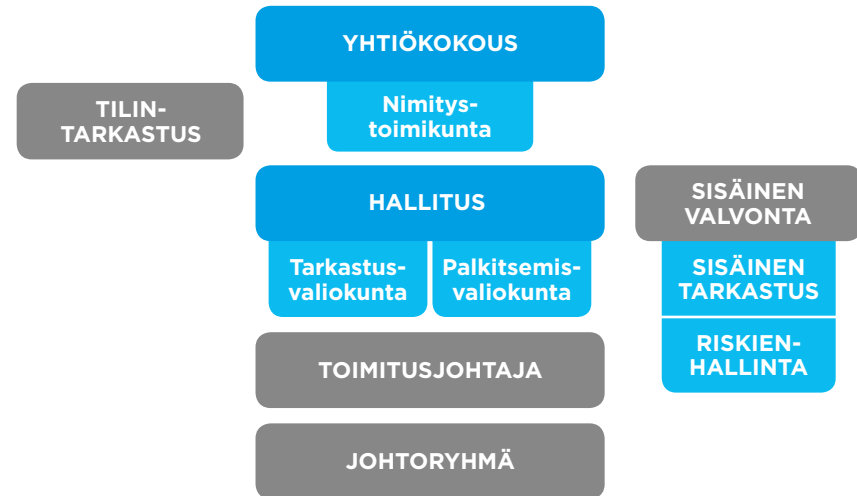 YHTIÖKOKOUS
Nimitys-
toimikunta
TILIN-
TARKASTUS
HALLITUS
Tarkastus-
valiokunta
Palkitsemis-
valiokunta
SISÄINEN
VALVONTA
SISÄINEN
TARKASTUS
RISKIEN-
HALLINTA
TOIMITUSJOHTAJA
JOHTORYHMÄ